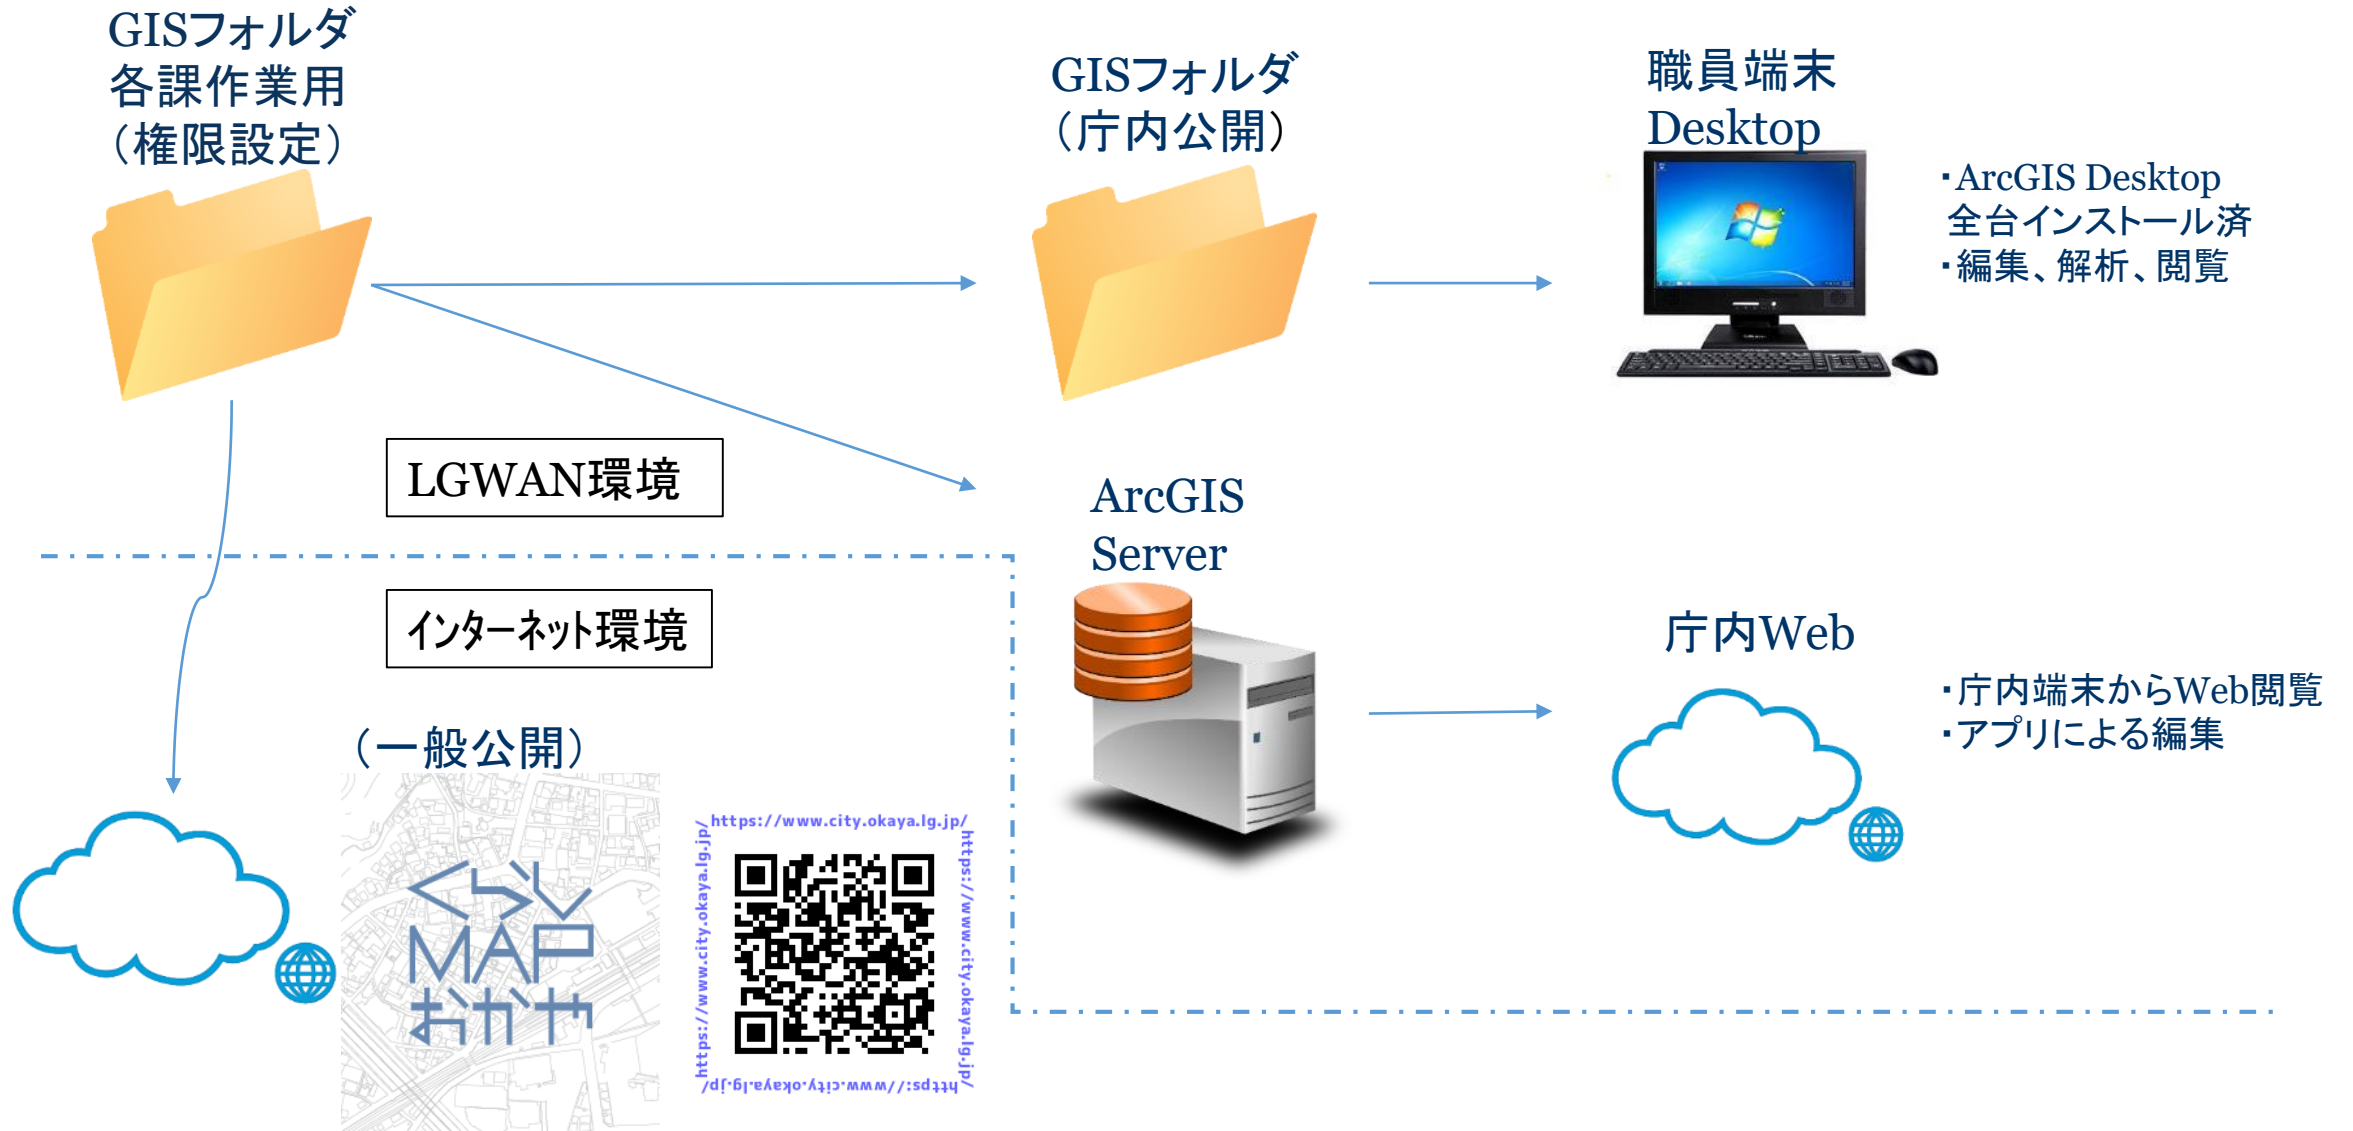 GISフォルダ
各課作業用
（権限設定）
GISフォルダ
（庁内公開）
職員端末
Desktop
・ArcGIS Desktop
全台インストール済
・編集、解析、閲覧
LGWAN環境
インターネット環境
ArcGIS
Server
庁内Web
・庁内端末からWeb閲覧
・アプリによる編集
（一般公開）
くらし
MAP
おかや
https://www.city.okaya.lg.jp/
https://www.city.okaya.lg.jp/
https://www.city.okaya.lg.jp/
https://www.city.okaya.lg.jp/